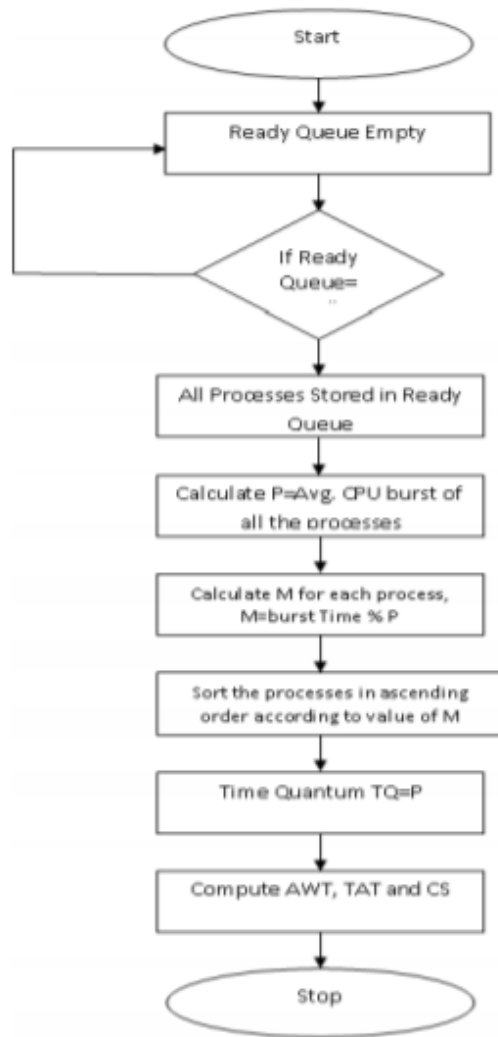 Start
Ready Queue Empty
If Ready
Queue=
All Processes Stored in Ready
Queue
Calculate P=Avg. CPU burst of
all the processes
Calculate M for each process,
M=burst Time % P
Sort the processes in ascending
order according to value of M
Time Quantum TQ=P
Compute AWT, TAT and CS
Stop